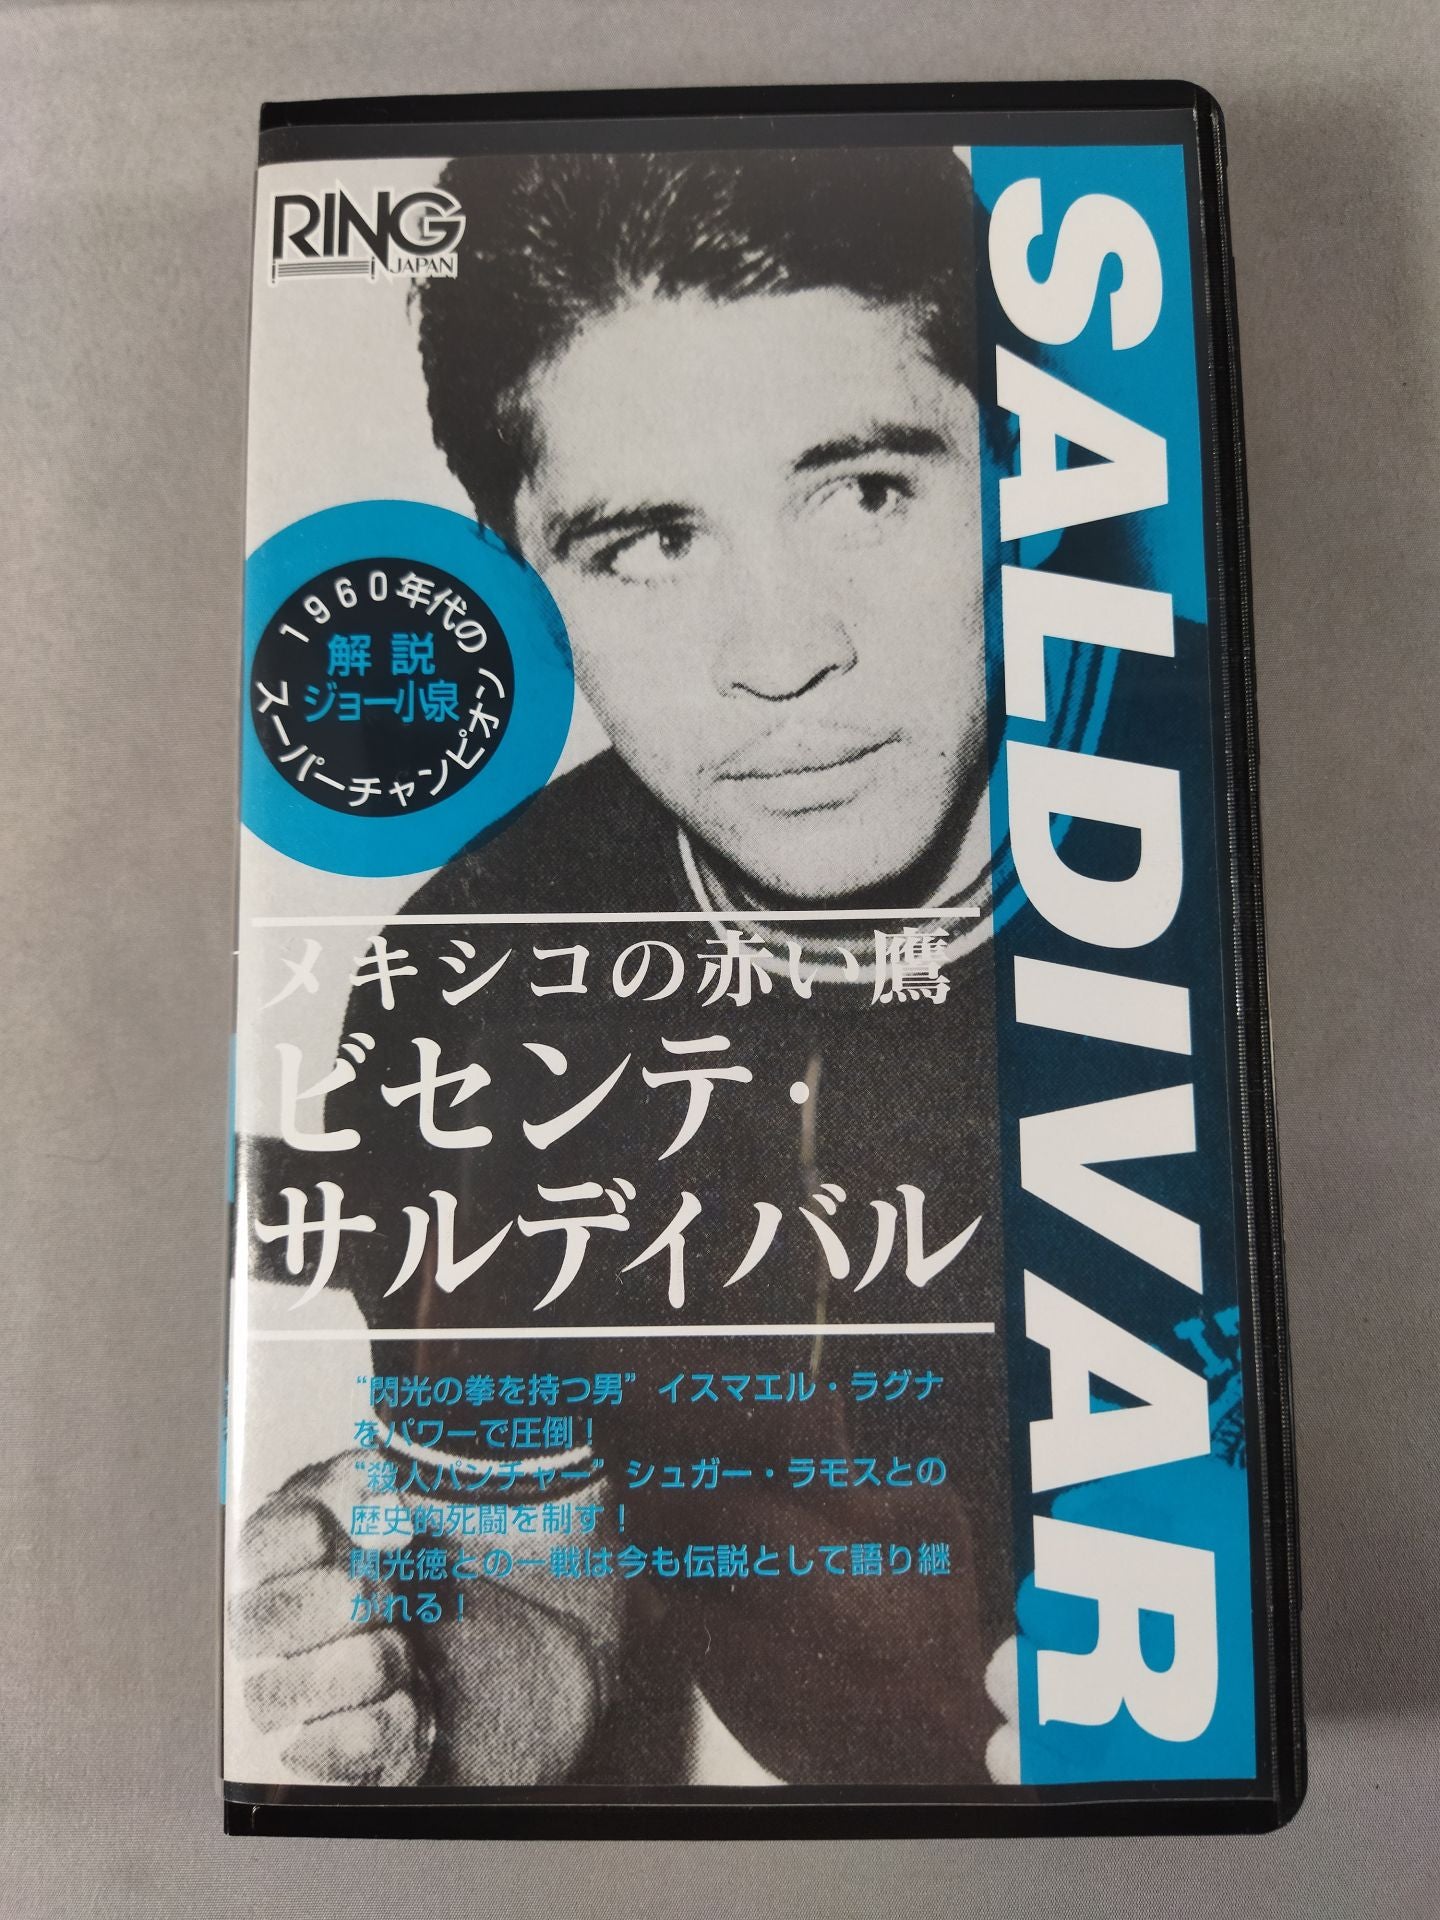 RING
JAPAN
SALDIVAR
1960年代の
スーパーチャンピオン
解説
ジョー小泉
メキシコの赤い鷹
ビセンテ・
サルディバル
“閃光の拳を持つ男”イスマエル・ラグナ
をパワーで圧倒！
“殺人パンチャー”シュガー・ラモスとの
歴史的死闘を制す！
関光徳との一戦は今も伝説として語り継
がれる！